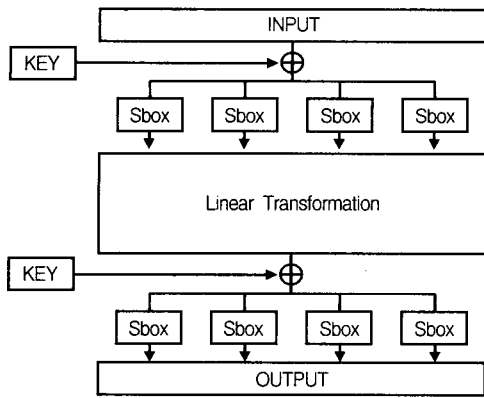 INPUT
KEY
Sbox Sbox Sbox Sbox
Linear Transformation
KEY
Sbox Sbox Sbox Sbox
OUTPUT